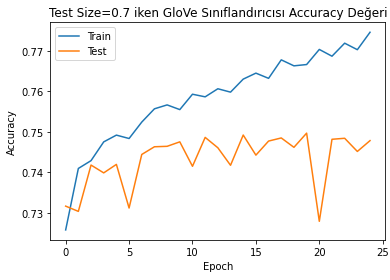 Test Size=0.7 iken GloVe Sınıflandırıcısı Accuracy Değeri
Train
Test
0.77
0.76
0.75
0.74
0.73
Accuracy
0 5 10 15 20 25
Epoch